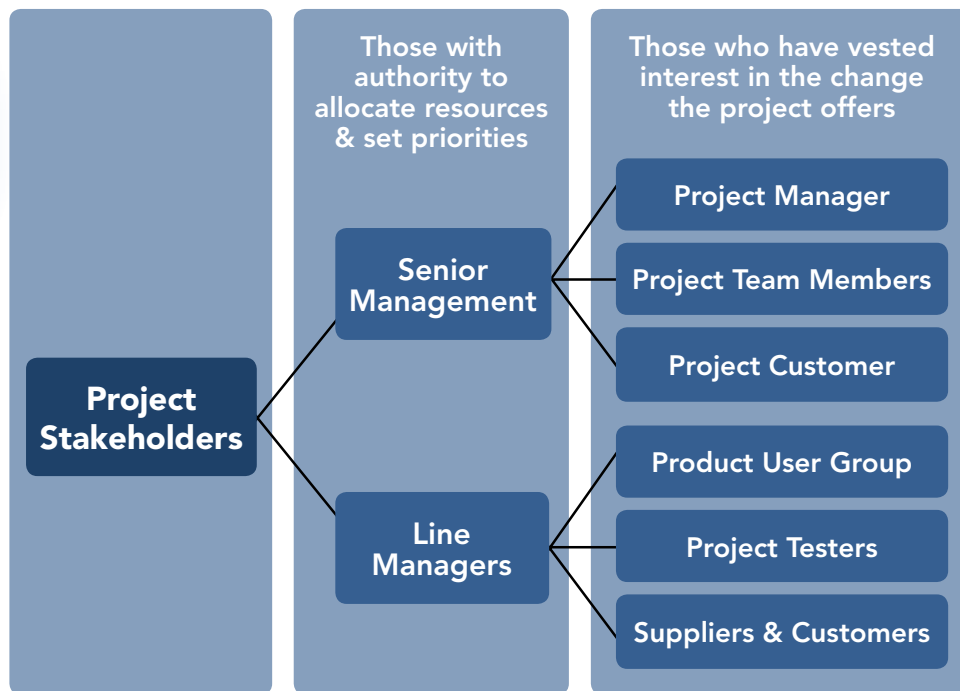 Those with
authority to
allocate resources
& set priorities
Those who have vested
interest in the change
the project offers
Project
Stakeholders
Senior
Management
Line
Managers
Project Manager
Project Team Members
Project Customer
Product User Group
Project Testers
Suppliers & Customers